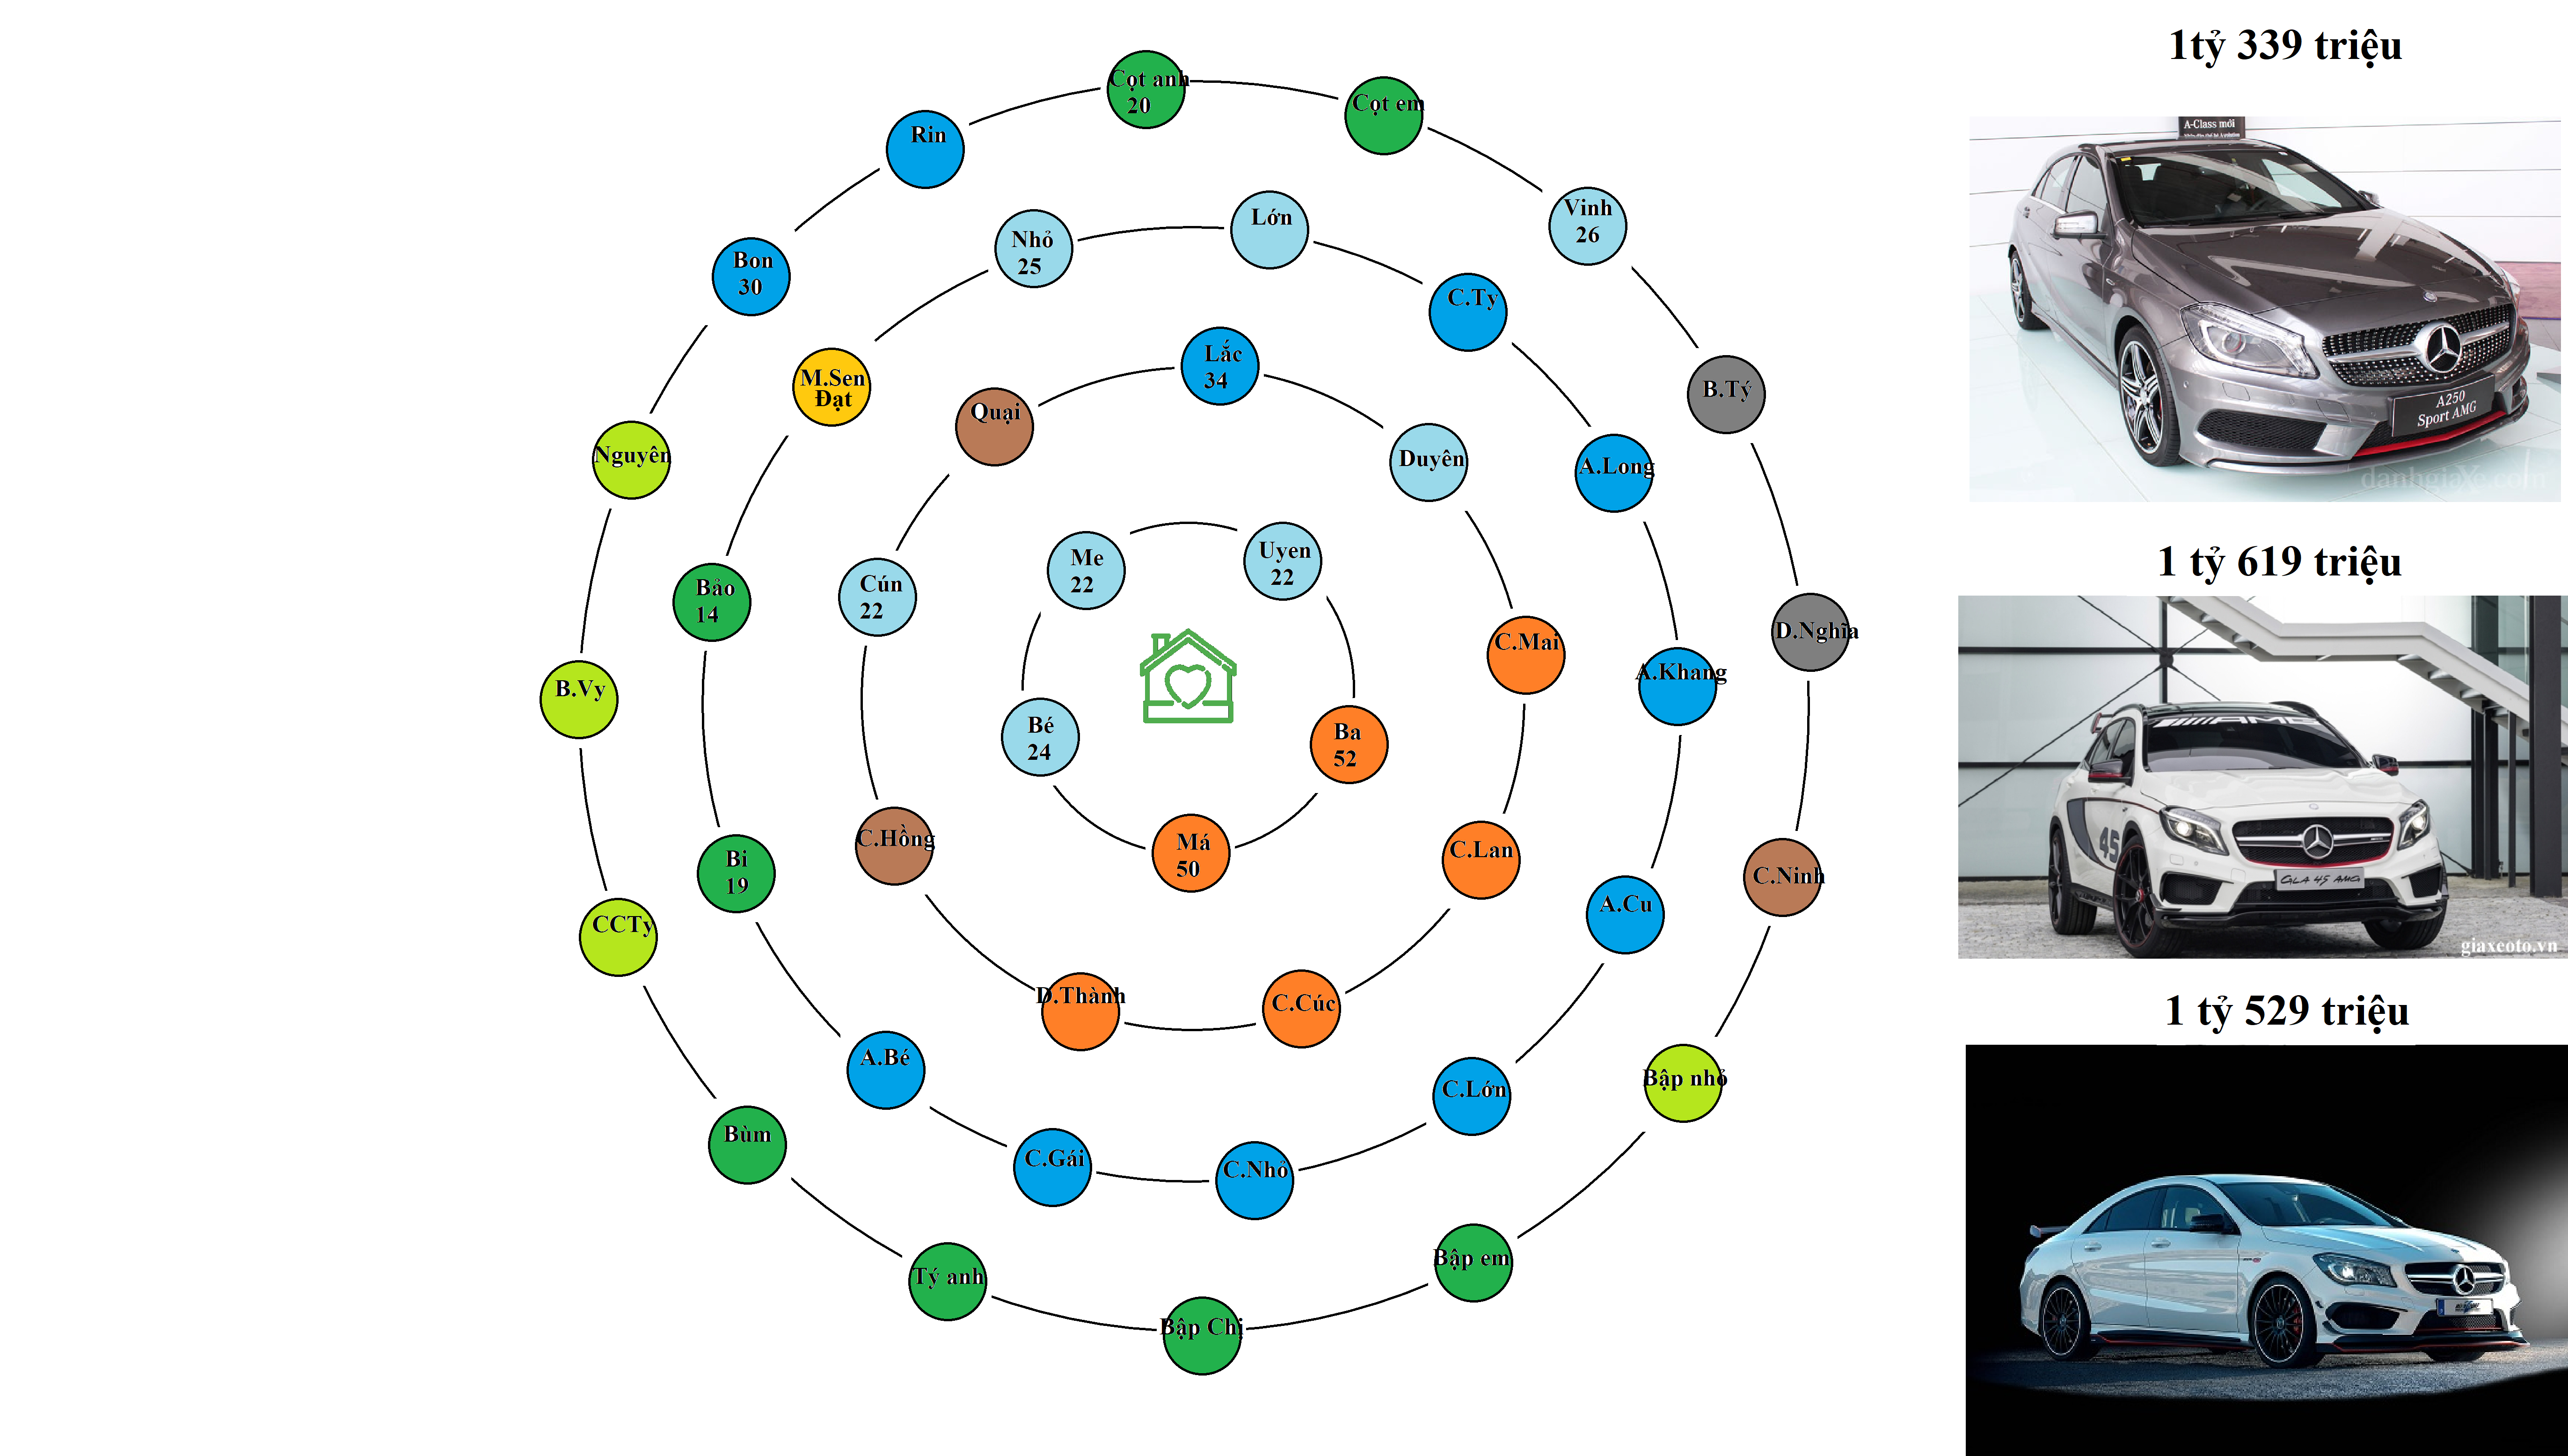 Cọt anh
20
Cọt em
Rin
Vinh
26
Nhỏ
25
Lớn
Bon
30
C.Ty
Lắc
34
M.Sen
Đạt
B.Tý
Quại
Nguyên
Duyên
A.Long
Me
22
Uyen
22
Cún
22
Bảo
14
D.Nghĩa
C.Mai
A.Khang
B.Vy
Bé
24
Ba
52
Má
50
C.Hồng
C.Lan
Bi
19
C.Ninh
A.Cu
CCTy
D.Thành
C.Cúc
A.Bé
Bập nhỏ
C.Lớn
Bùm
C.Gái
C.Nhỏ
Bập em
Tý anh
Bập Chị
1tỷ 339 triệu
A-Class mới
A250
Sport AMG
danhgiaXe.com
1 tỷ 619 triệu
AMG
45
GLA 45 AMG
giaxeoto.vn
1 tỷ 529 triệu